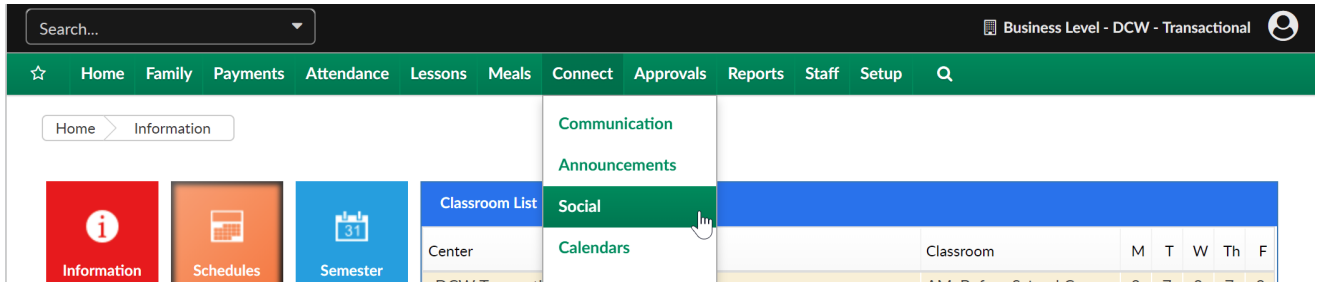 Search...
Business Level - DCW - Transactional
Home Family Payments Attendance Lessons Meals Connect Approvals Reports Staff Setup
Home Information
Communication
Announcements
Social
Calendars
31
Information Schedules Semester
Classroom List
Center Classroom M T W Th F